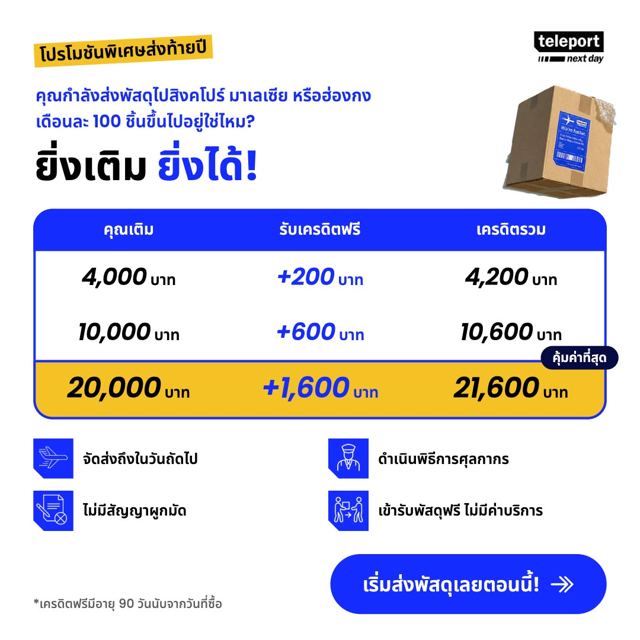 โปรโมชันพิเศษส่งท้ายปี
teleport
next day
คุณกำลังส่งพัสดุไปสิงคโปร์ มาเลเซีย หรือฮ่องกง
เดือนละ 100 ชิ้นขึ้นไปอยู่ใช่ไหม?
ยิ่งเติม ยิ่งได้!
คุณเติม รับเครดิตฟรี เครดิตรวม
4,000 บาท +200 บาท 4,200 บาท
10,000 บาท +600 บาท 10,600 บาท
คุ้มค่าที่สุด
20,000 บาท +1,600 บาท 21,600 บาท
จัดส่งถึงในวันถัดไป
ดำเนินพิธีการศุลกากร
ไม่มีสัญญาผูกมัด
เข้ารับพัสดุฟรี ไม่มีค่าบริการ
เริ่มส่งพัสดุเลยตอนนี้!
*เครดิตฟรีมีอายุ 90 วันนับจากวันที่ซื้อ